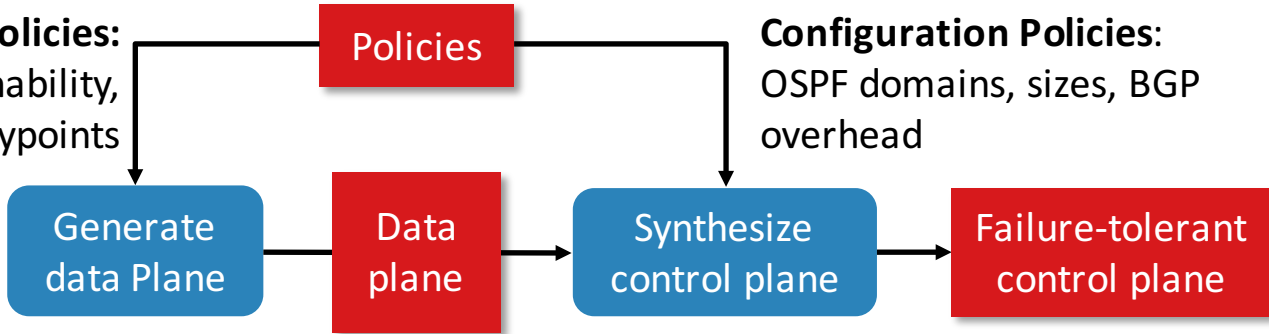 olicies:
ability,
ypoints
Policies
Configuration Policies:
OSPF domains, sizes, BGP
overhead
Generate
data Plane
Data
plane
Synthesize
control plane
Failure-tolerant
control plane